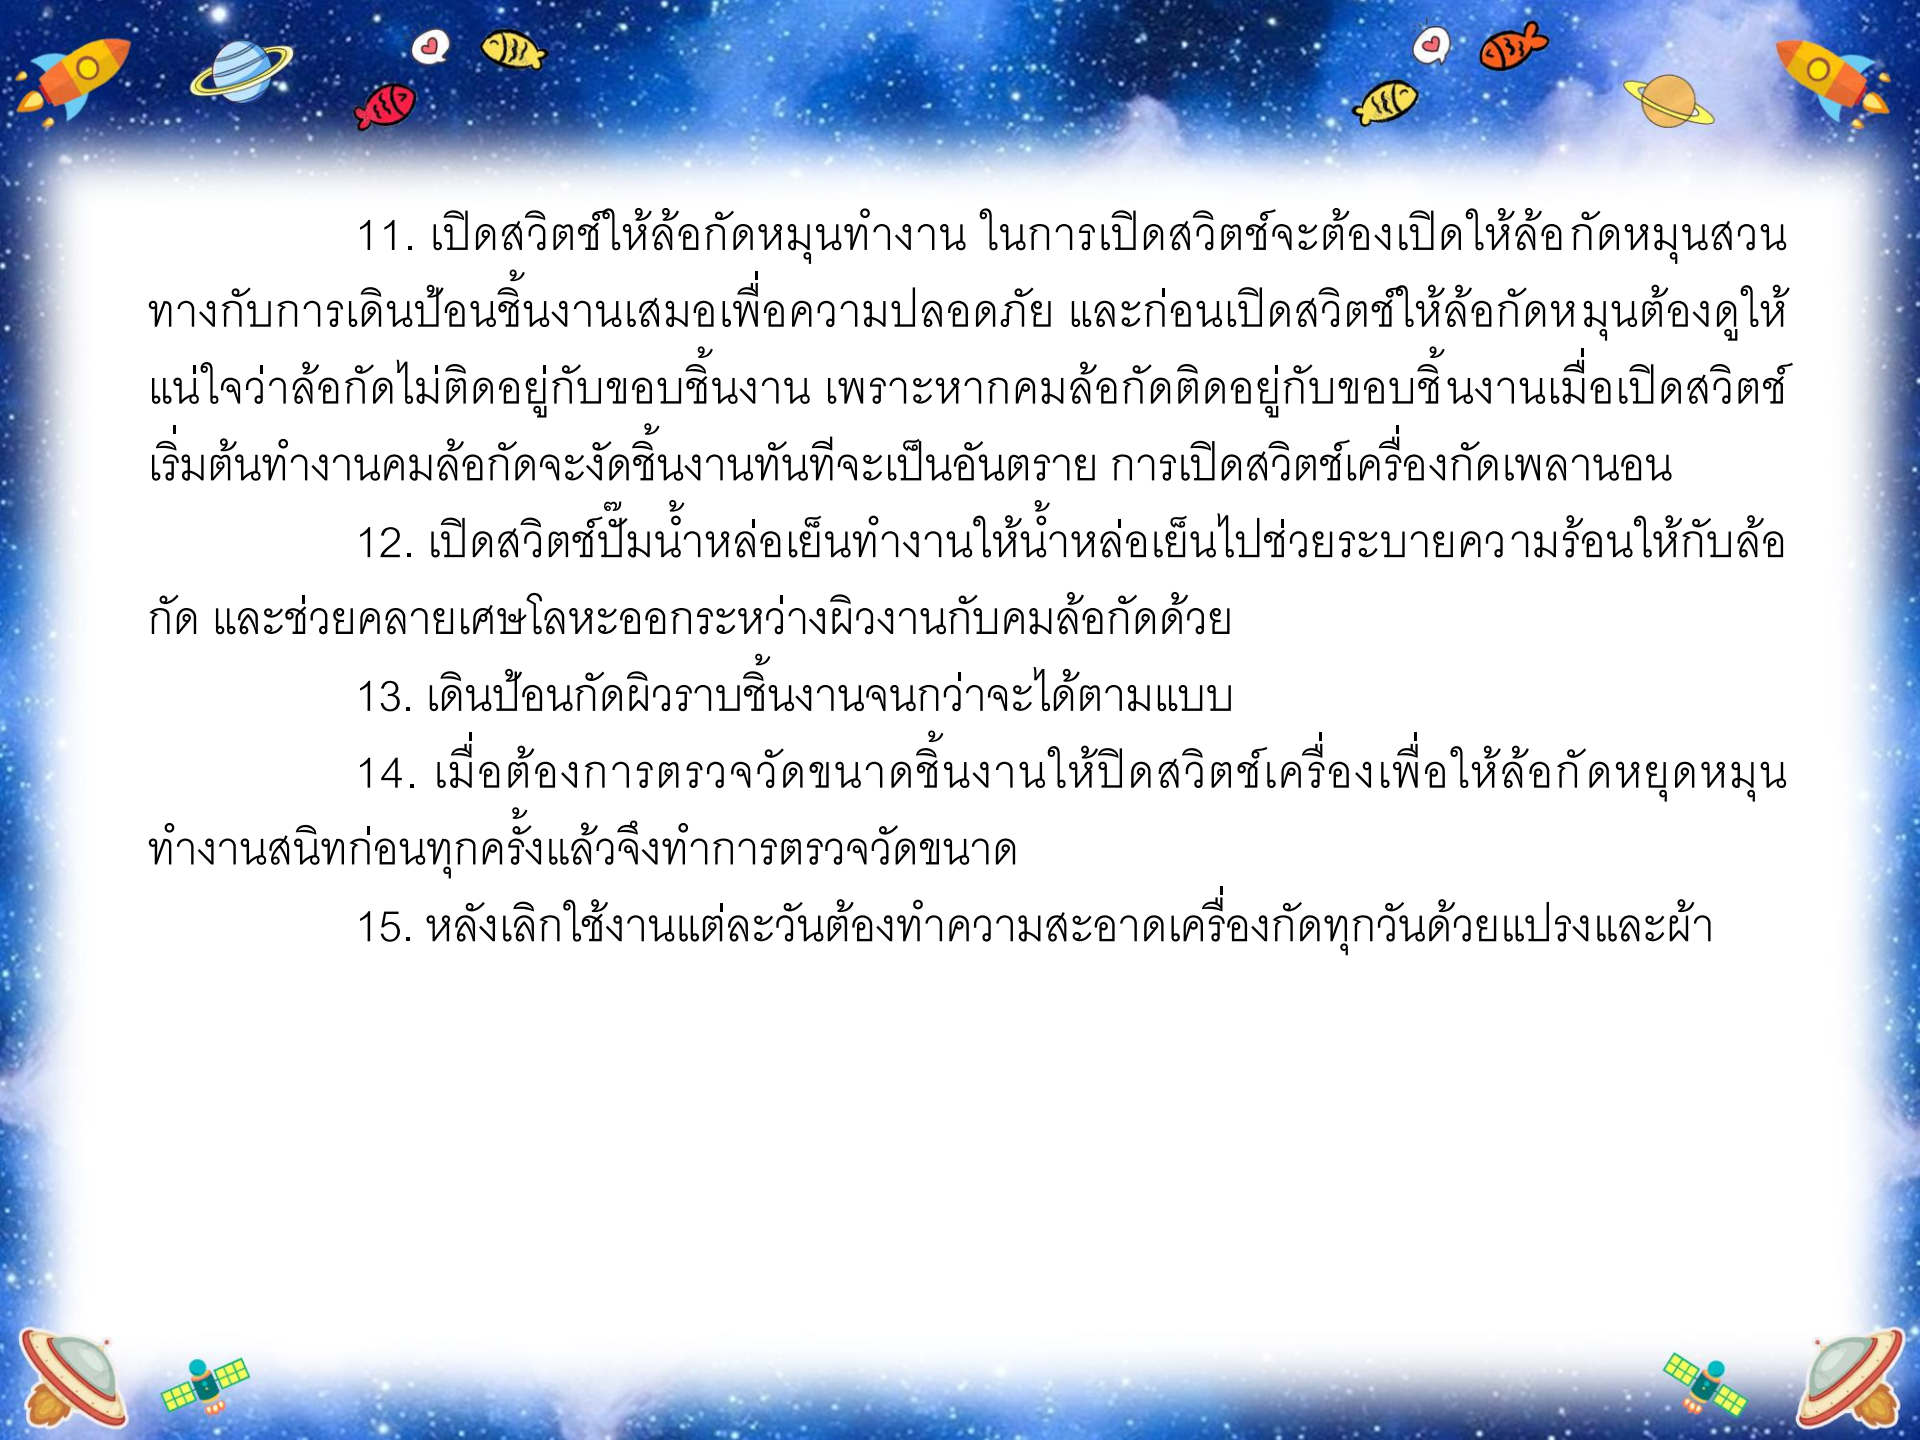 11. เปิดสวิตช์ให้ล้อกัดหมุนทำงาน ในการเปิดสวิตช์จะต้องเปิดให้ล้อกัดหมุนสวน
ทางกับการเดินป้อนชิ้นงานเสมอเพื่อความปลอดภัย และก่อนเปิดสวิตช์ให้ล้อกัดหมุนต้องดูให้
แน่ใจว่าล้อกัดไม่ติดอยู่กับขอบชิ้นงาน เพราะหากคมล้อกัดติดอยู่กับขอบชิ้นงานเมื่อเปิดสวิตช์
เริ่มต้นทำงานคมล้อกัดจะงัดชิ้นงานทันทีจะเป็นอันตราย การเปิดสวิตช์เครื่องกัดเพลานอน
12. เปิดสวิตช์ปั๊มน้ำหล่อเย็นทำงานให้น้ำหล่อเย็นไปช่วยระบายความร้อนให้กับล้อ
กัด และช่วยคลายเศษโลหะออกระหว่างผิวงานกับคมล้อกัดด้วย
13. เดินป้อนกัดผิวราบชิ้นงานจนกว่าจะได้ตามแบบ
14. เมื่อต้องการตรวจวัดขนาดชิ้นงานให้ปิดสวิตช์เครื่องเพื่อให้ล้อกัดหยุดหมุน
ทำงานสนิทก่อนทุกครั้งแล้วจึงทำการตรวจวัดขนาด
15. หลังเลิกใช้งานแต่ละวันต้องทำความสะอาดเครื่องกัดทุกวันด้วยแปรงและผ้า